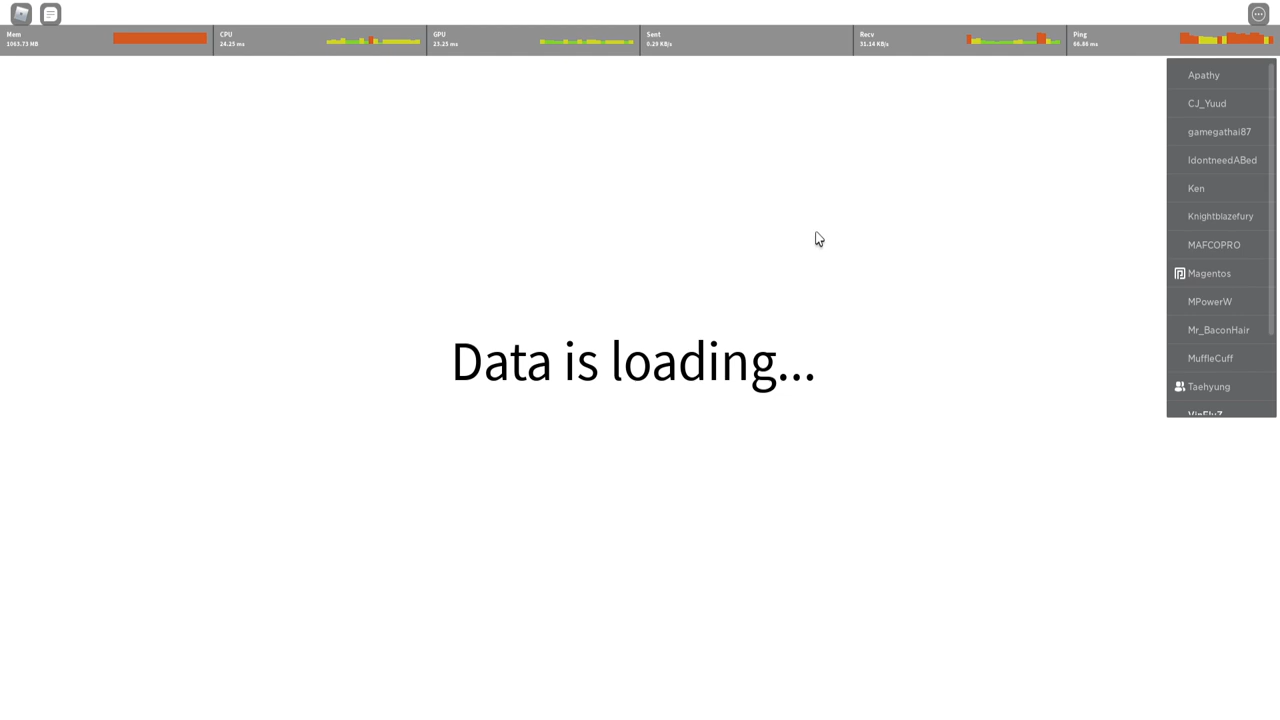 Mem
1063.73 MB
CPU
24.25 ms
GPU
23.25 ms
Sent
0.29 KB/s
Recv
31.14 KB/s
Ping
66.86 ms
Apathy
CJ_Yuud
gamegathai87
IdontneedABed
Ken
Knightblazefury
MAFCOPRO
Magentos
MPowerW
Mr_BaconHair
MuffleCuff
Taehyung
Data is loading...